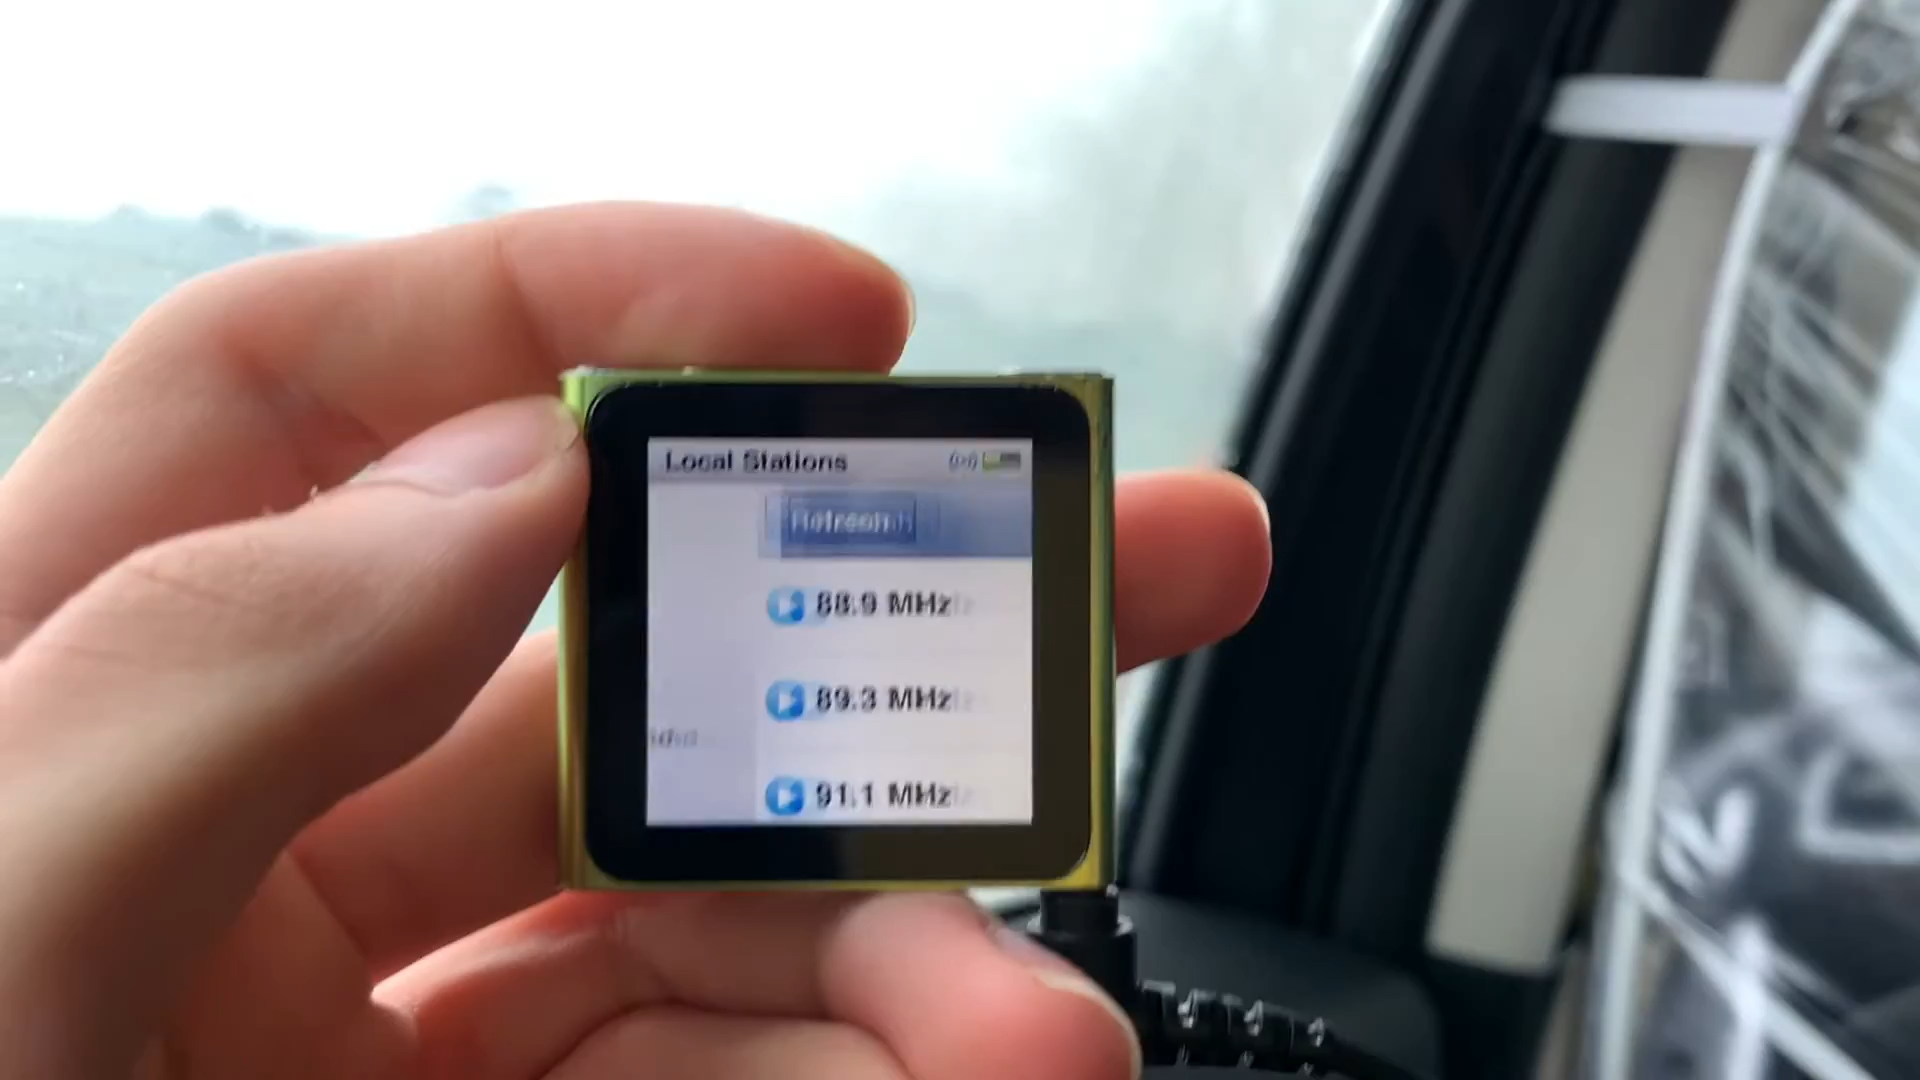 Local Stations
Refresh
88.9 MHz
89.3 MHz
91.1 MHz